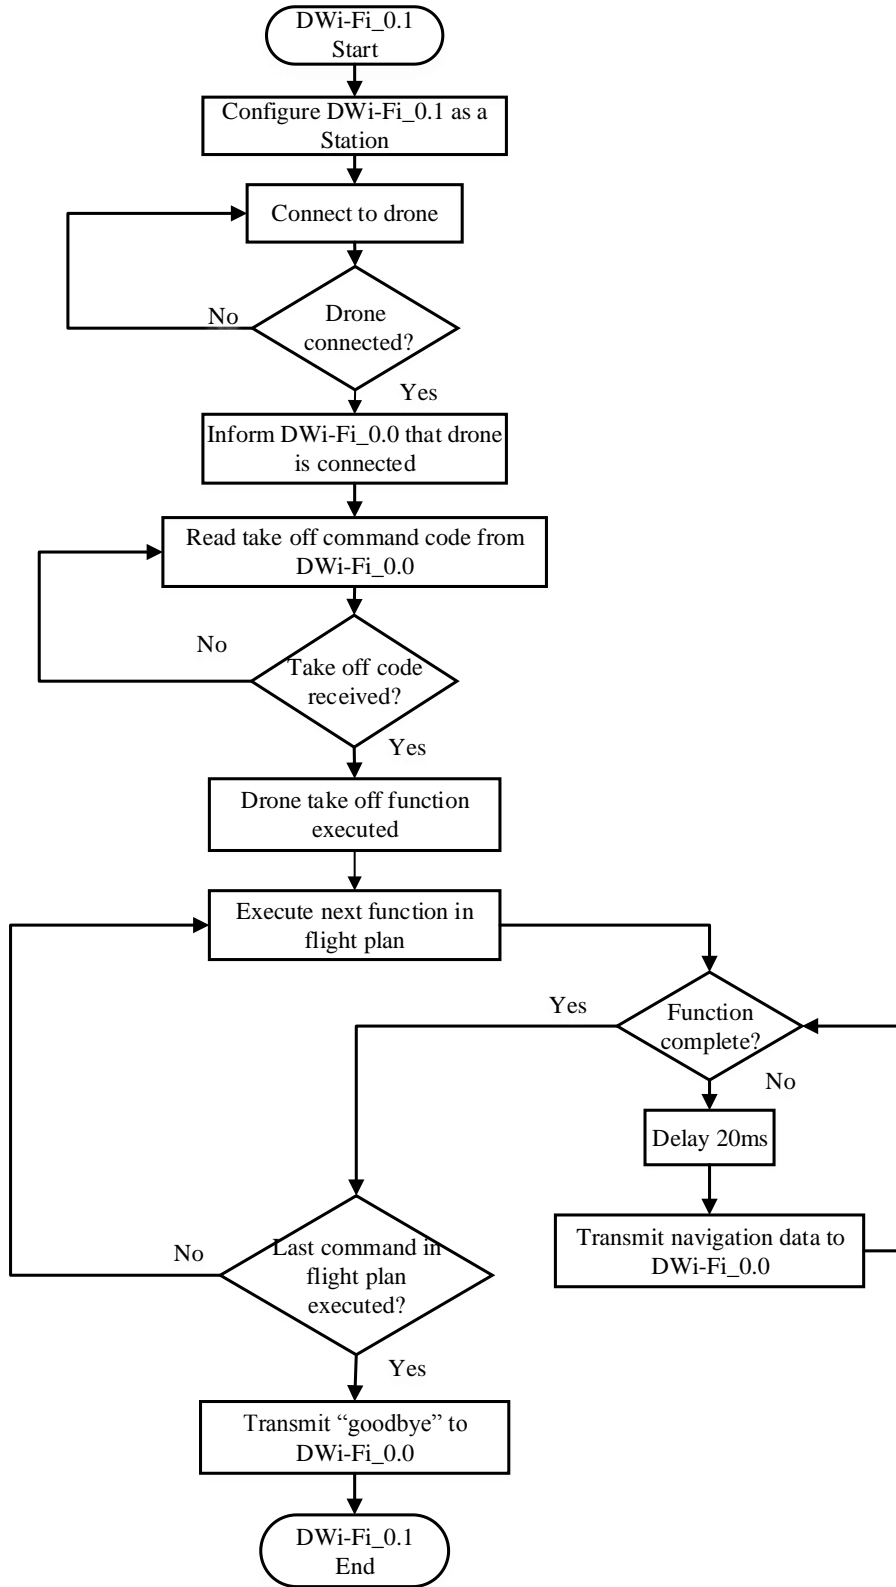 DWi-Fi_0.1
Start
Configure DWi-Fi_0.1 as a
Station
Connect to drone
No
Drone
connected?
Yes
Inform DWi-Fi_0.0 that drone
is connected
Read take off command code from
DWi-Fi_0.0
No
Take off code
received?
Yes
Drone take off function
executed
Execute next function in
flight plan
Yes
Function
complete?
No
Delay 20ms
Transmit navigation data to
DWi-Fi_0.0
No
Last command in
flight plan
executed?
Yes
Transmit “goodbye” to
DWi-Fi_0.0
DWi-Fi_0.1
End